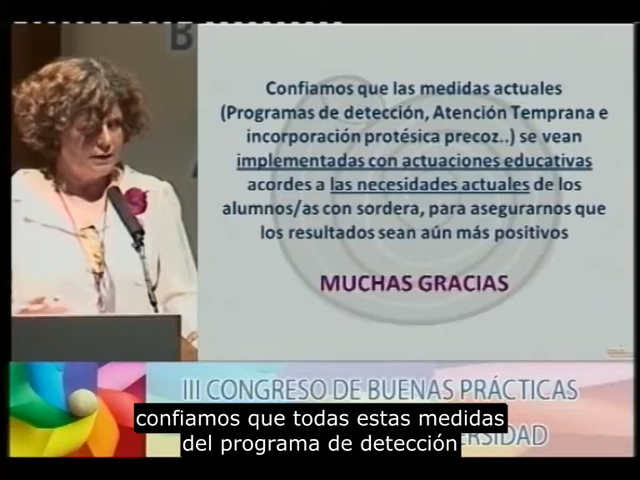 Confiamos que las medidas actuales
(Programas de detección, Atención Temprana e
incorporación protésica precoz..) se vean
implementadas con actuaciones educativas
acordes a las necesidades actuales de los
alumnos/as con sordera, para asegurarnos que
los resultados sean aún más positivos
MUCHAS GRACIAS
III CONGRESO DE BUENAS PRÁCTICAS
confiamos que todas estas medidas
del programa de detección